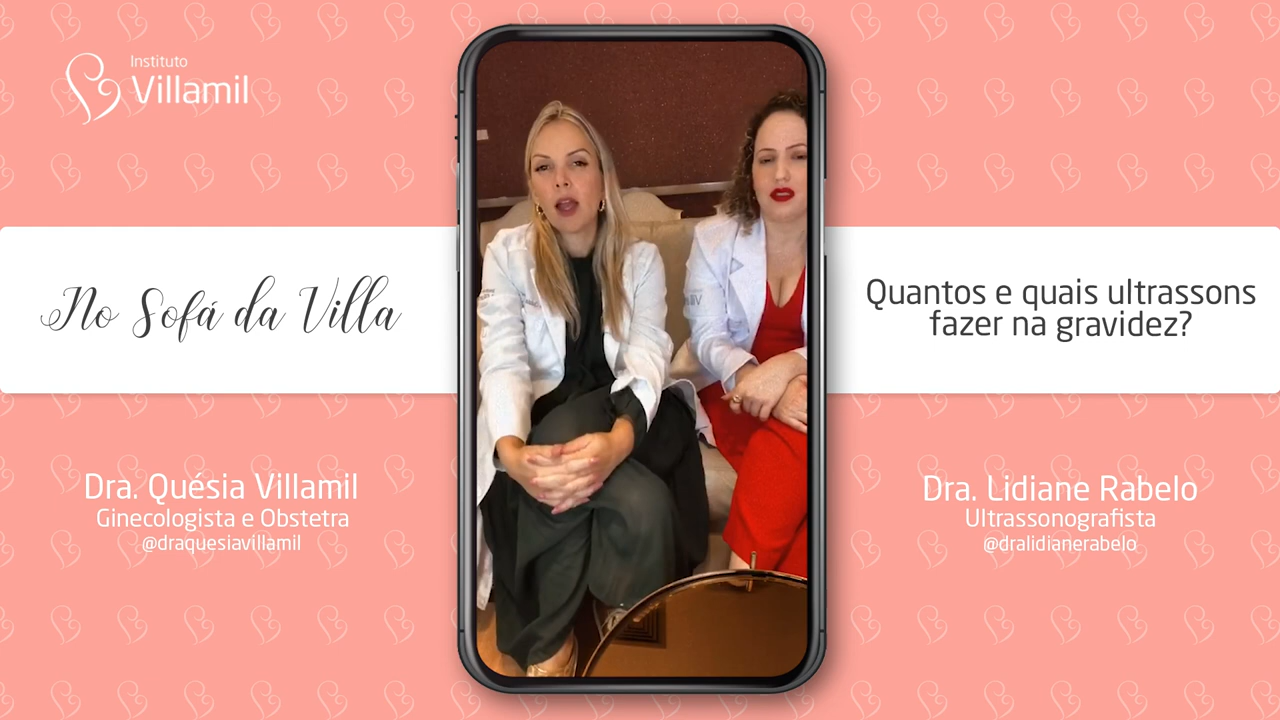 Instituto
Villamil
No Sofá da Villa
Quantos e quais ultrassons
fazer na gravidez?
Dra. Quésia Villamil
Ginecologista e Obstetra
@draquesiavillamil
Dra. Lidiane Rabelo
Ultrassonografista
@dralidianerabelo